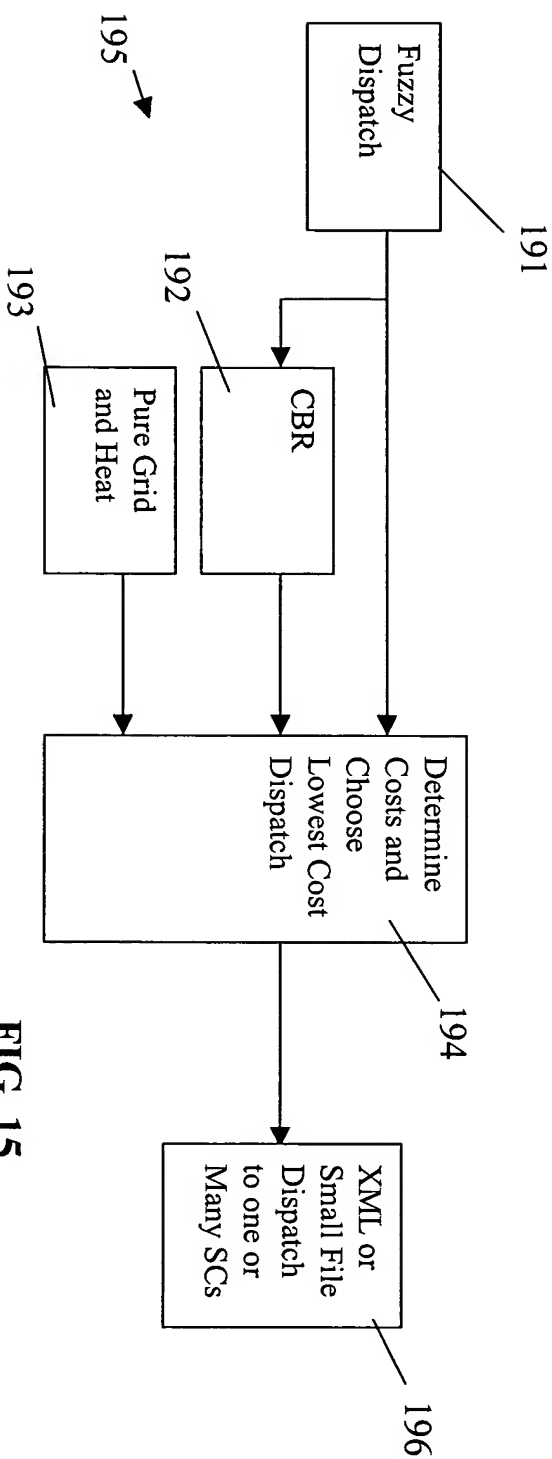 191
Fuzzy
Dispatch
195
192
CBR
193
Pure Grid
and Heat
Determine
Costs and
Choose
Lowest Cost
Dispatch
194
XML or
Small File
Dispatch
to one or
Many SCs
196
FIG. 15